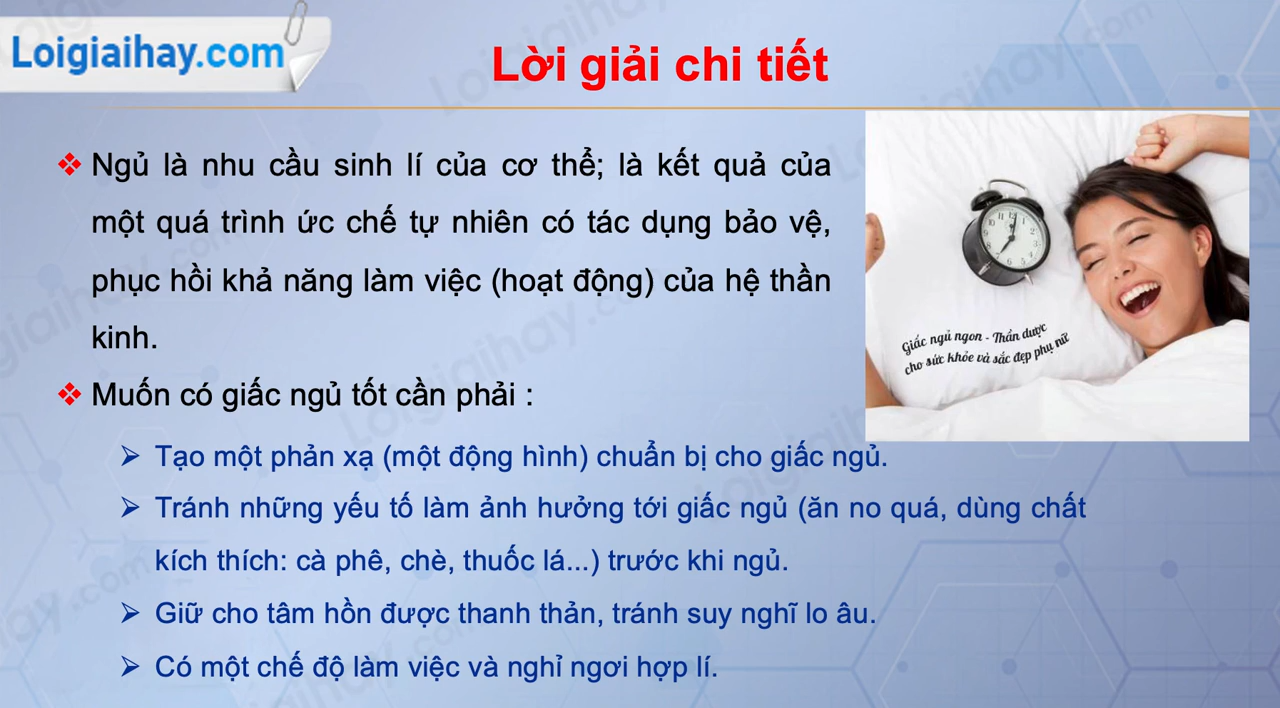 Loigiaihay.com
Lời giải chi tiết
Ngủ là nhu cầu sinh lí của cơ thể; là kết quả của
một quá trình ức chế tự nhiên có tác dụng bảo vệ,
phục hồi khả năng làm việc (hoạt động) của hệ thần
kinh.
Giấc ngủ ngon - Thần dược
cho sức khỏe và sắc đẹp phụ nữ
Muốn có giấc ngủ tốt cần phải :
Tạo một phản xạ (một động hình) chuẩn bị cho giấc ngủ.
Tránh những yếu tố làm ảnh hưởng tới giấc ngủ (ăn no quá, dùng chất
kích thích: cà phê, chè, thuốc lá...) trước khi ngủ.
Giữ cho tâm hồn được thanh thản, tránh suy nghĩ lo âu.
Có một chế độ làm việc và nghỉ ngơi hợp lí.